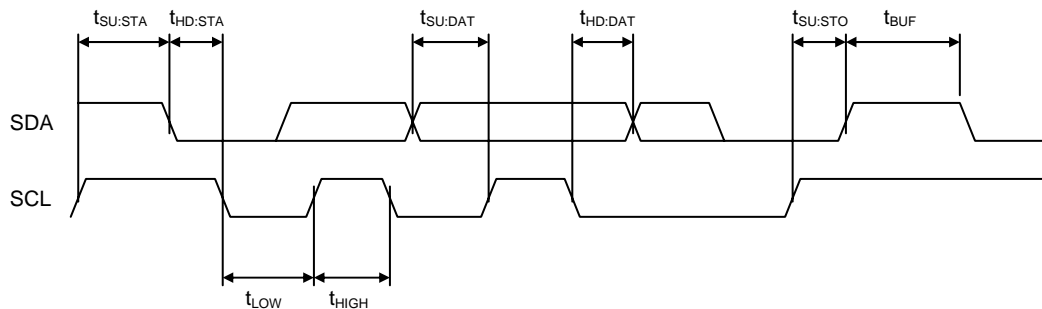 tSU:STA tHD:STA tSU:DAT tHD:DAT tSU:STO tBUF
SDA
SCL
tLOW tHIGH